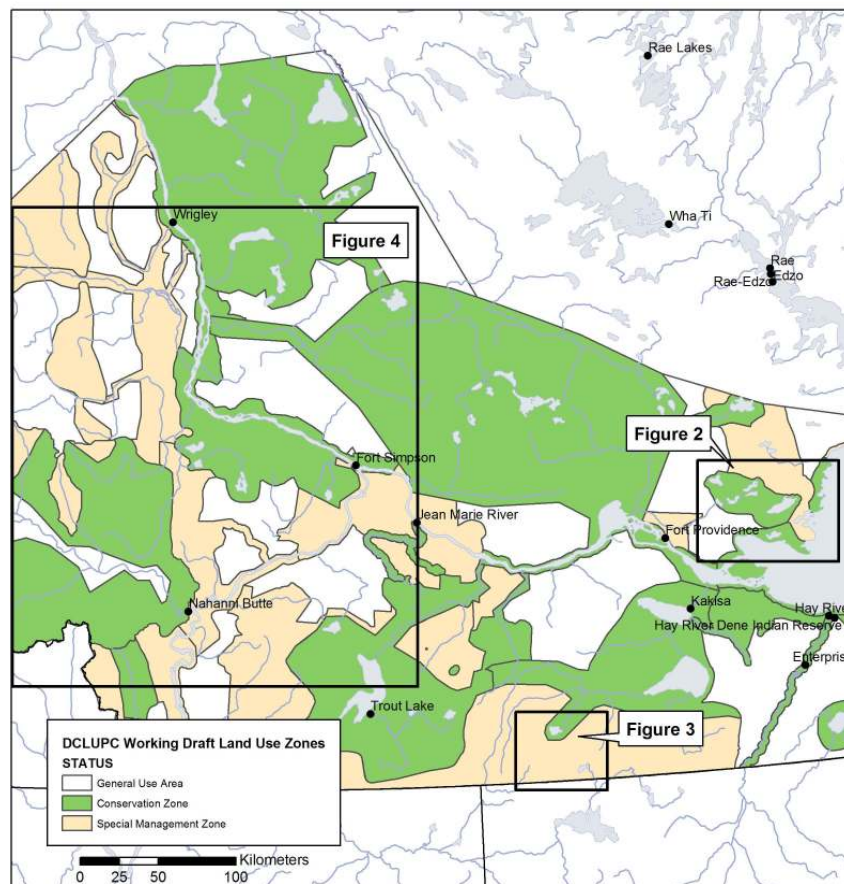 Rae Lakes
Wrigley
Wha Ti
Figure 4
Rae
Edzo
Rae-Edzo
Figure 2
Fort Simpson
Jean Marie River
Fort Providence
Nahanni Butte
Kakisa
Hay Rive
Hay River Dene Indian Reserve
Enterpris
Trout Lake
Figure 3
DCLUPC Working Draft Land Use Zones
STATUS
General Use Area
Conservation Zone
Special Management Zone
Kilometers
0 25 50 100